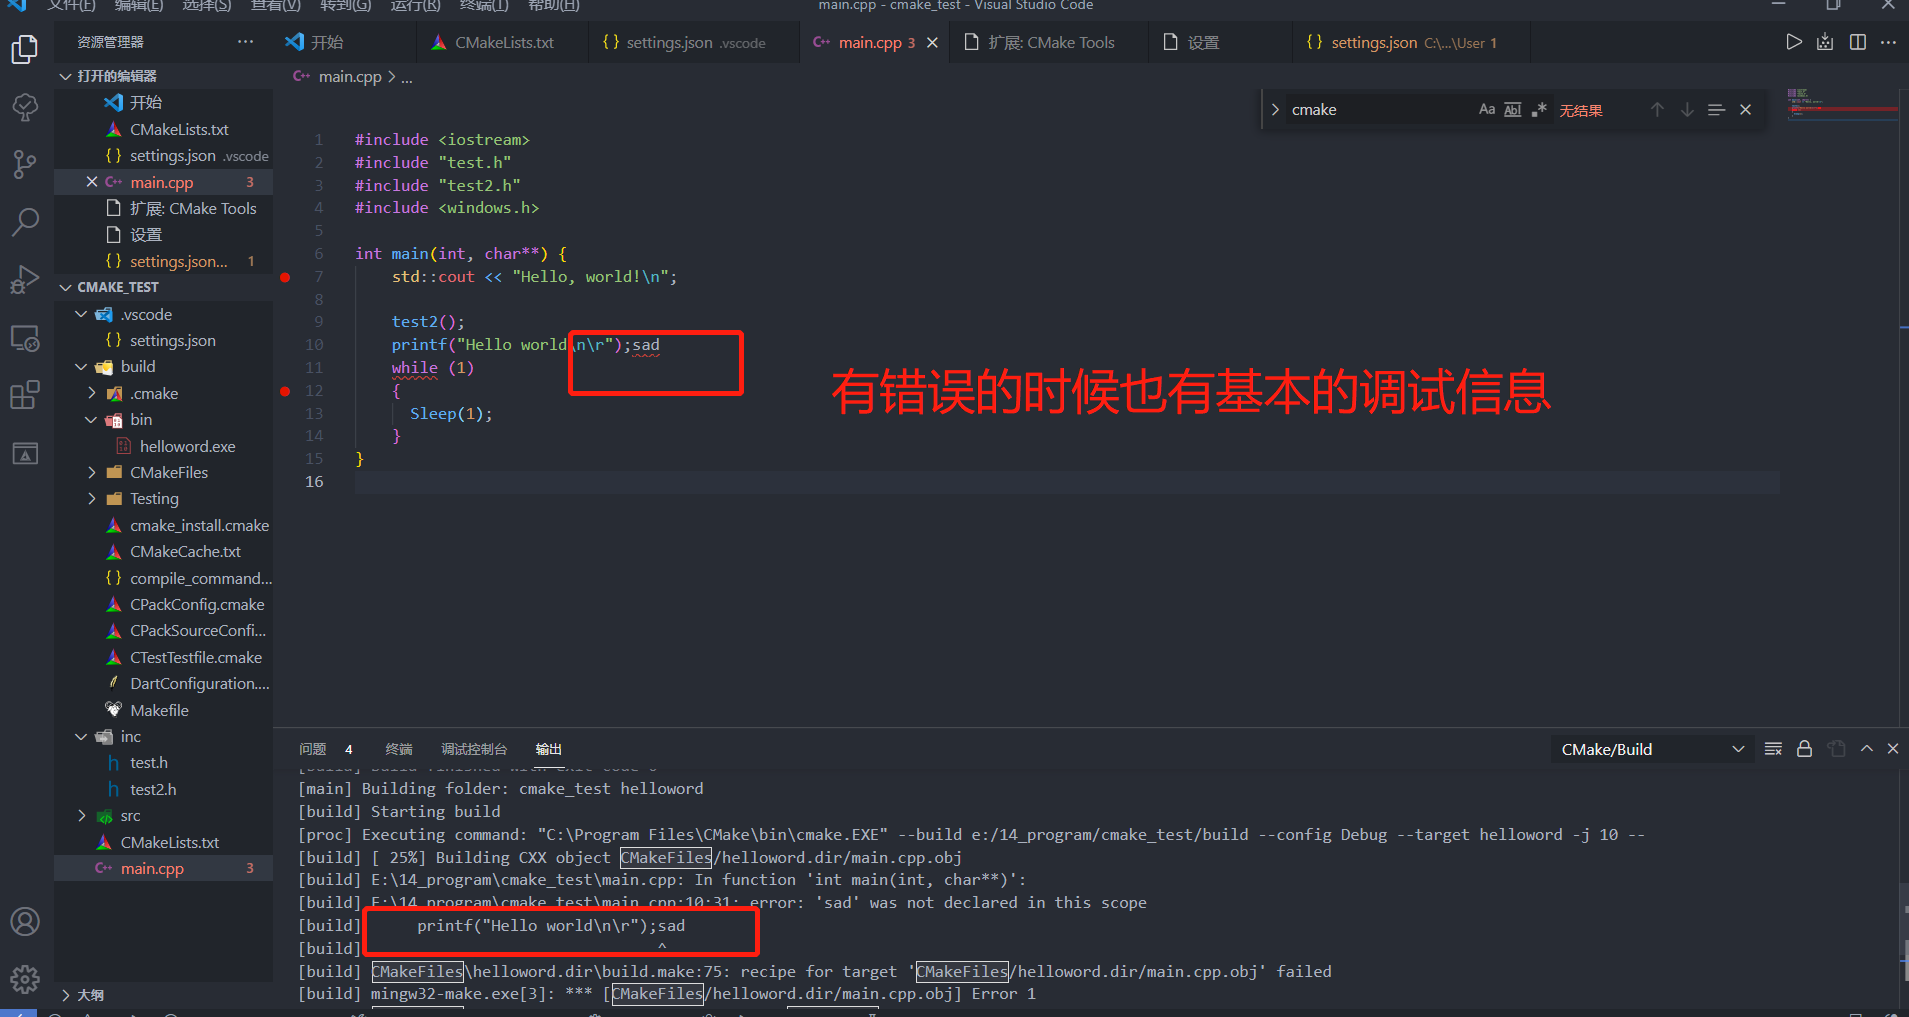 文件(F) 编辑(E) 选择(S) 查看(V) 转到(G) 运行(R) 终端(T) 帮助(H)
main.cpp - cmake_test - Visual Studio Code
资源管理器 ···
开始
CMakeLists.txt
settings.json .vscode
main.cpp 3
扩展: CMake Tools
设置
settings.json C:\...\User 1
打开的编辑器
开始
CMakeLists.txt
settings.json .vscode
main.cpp 3
扩展: CMake Tools
设置
settings.json... 1
CMAKE_TEST
.vscode
settings.json
build
.cmake
bin
helloword.exe
CMakeFiles
Testing
cmake_install.cmake
CMakeCache.txt
compile_command...
CPackConfig.cmake
CPackSourceConfi...
CTestTestfile.cmake
DartConfiguration....
Makefile
inc
test.h
test2.h
src
CMakeLists.txt
main.cpp 3
大纲
main.cpp > ...
cmake Aa Abl .* 无结果
1 #include <iostream>
2 #include "test.h"
3 #include "test2.h"
4 #include <windows.h>
5
6 int main(int, char**) {
7 std::cout << "Hello, world!\n";
8
9 test2();
10 printf("Hello world\n\r");sad
11 while (1)
12 {
13 Sleep(1);
14 }
15 }
16
有错误的时候也有基本的调试信息
问题 4 终端 调试控制台 输出
CMake/Build
[build] Build finished with exit code 0
[main] Building folder: cmake_test helloword
[build] Starting build
[proc] Executing command: "C:\Program Files\CMake\bin\cmake.EXE" --build e:/14_program/cmake_test/build --config Debug --target helloword -j 10 --
[build] [ 25%] Building CXX object CMakeFiles/helloword.dir/main.cpp.obj
[build] E:\14_program\cmake_test\main.cpp: In function 'int main(int, char**)':
[build] E:\14_program\cmake_test\main.cpp:10:31: error: 'sad' was not declared in this scope
[build] printf("Hello world\n\r");sad
[build] ^
[build] CMakeFiles\helloword.dir\build.make:75: recipe for target 'CMakeFiles/helloword.dir/main.cpp.obj' failed
[build] mingw32-make.exe[3]: *** [CMakeFiles/helloword.dir/main.cpp.obj] Error 1